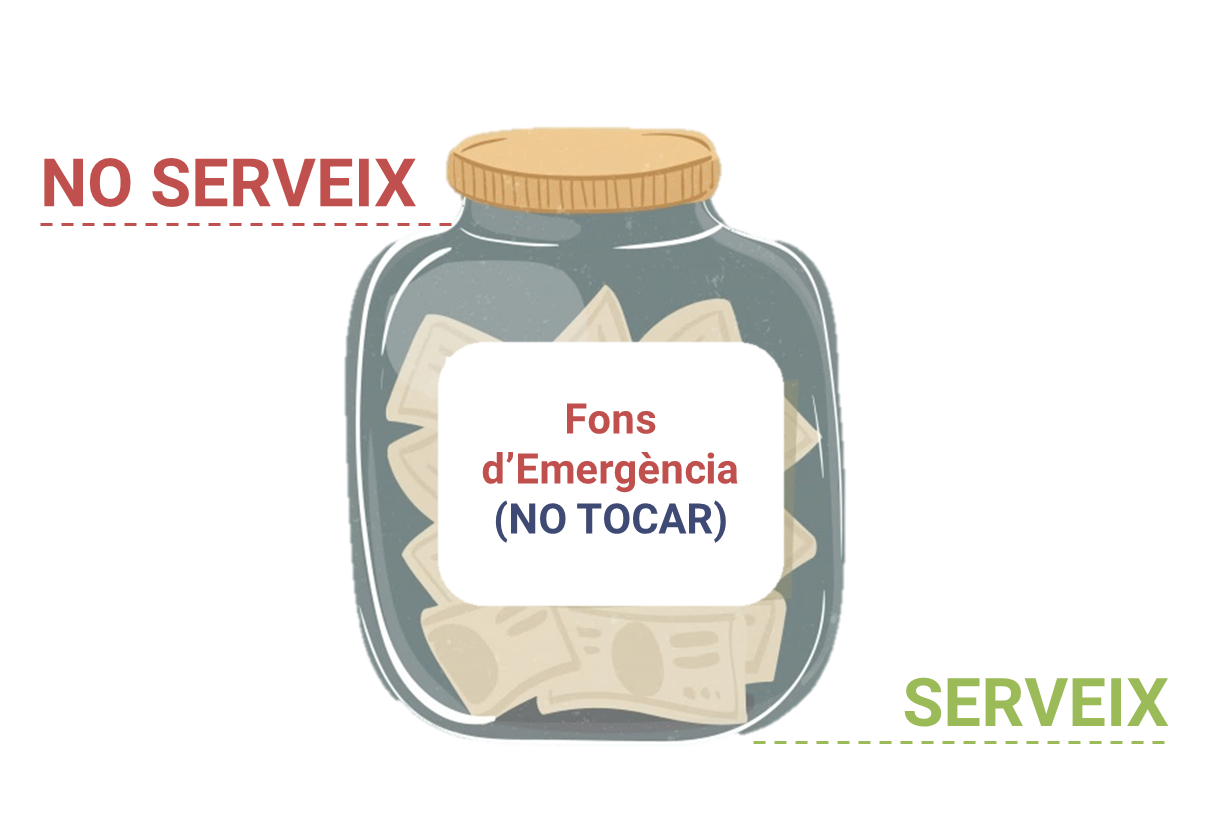 NO SERVEIX
Fons
d’Emergència
(NO TOCAR)
SERVEIX